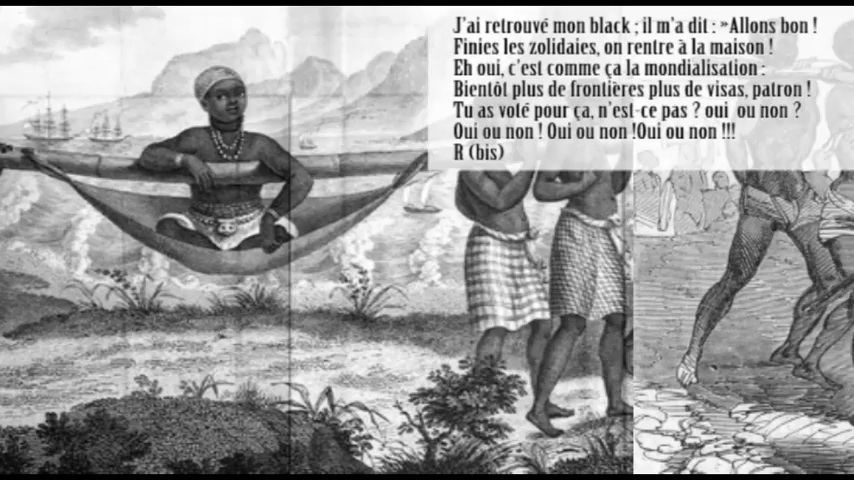 J'ai retrouvé mon black ; il m'a dit : »Allons bon !
Finies les zolidaies, on rentre à la maison !
Eh oui, c'est comme ça la mondialisation :
Bientôt plus de frontières plus de visas, patron !
Tu as voté pour ça, n'est-ce pas ? oui ou non ?
Oui ou non ! Oui ou non !Oui ou non !!!
R (bis)